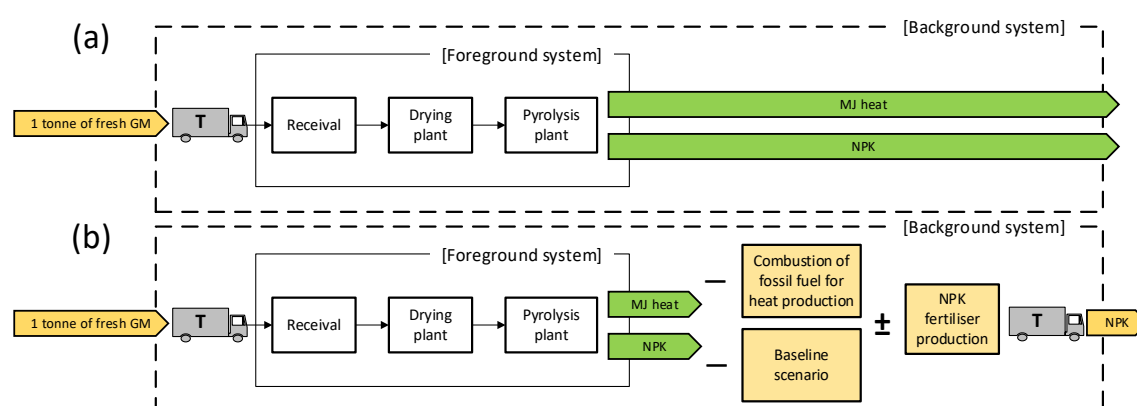 (a)
[Background system]
[Foreground system]
1 tonne of fresh GM
T
Receival
Drying
plant
Pyrolysis
plant
MJ heat
NPK
(b)
[Background system]
[Foreground system]
1 tonne of fresh GM
T
Receival
Drying
plant
Pyrolysis
plant
MJ heat
NPK
−
Combustion of
fossil fuel for
heat production
−
Baseline
scenario
±
NPK
fertiliser
production
T
NPK